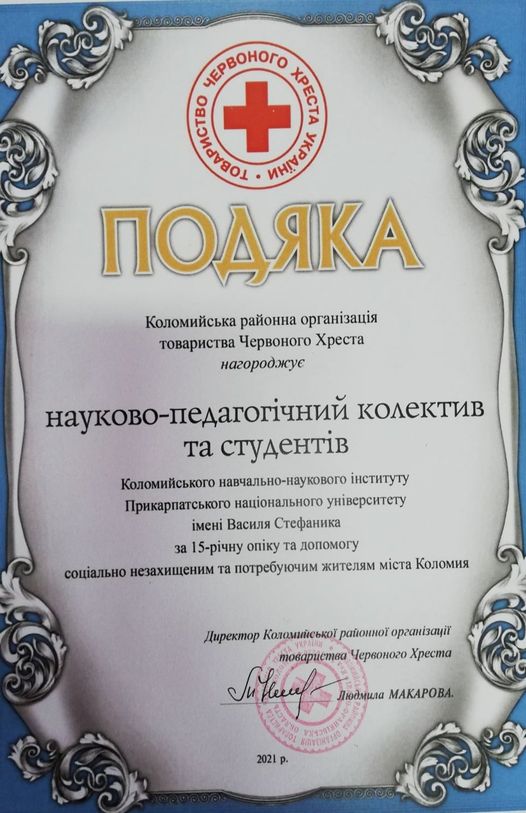 ТОВАРИСТВО ЧЕРВОНОГО ХРЕСТА УКРАЇНИ •
ПОДЯКА
Коломийська районна організація
товариства Червоного Хреста
нагороджує
науково-педагогічний колектив
та студентів
Коломийського навчально-наукового інституту
Прикарпатського національного університету
імені Василя Стефаника
за 15-річну опіку та допомогу
соціально незахищеним та потребуючим жителям міста Коломия
Директор Коломийської районної організації
товариства Червоного Хреста
Людмила МАКАРОВА.
2021 р.